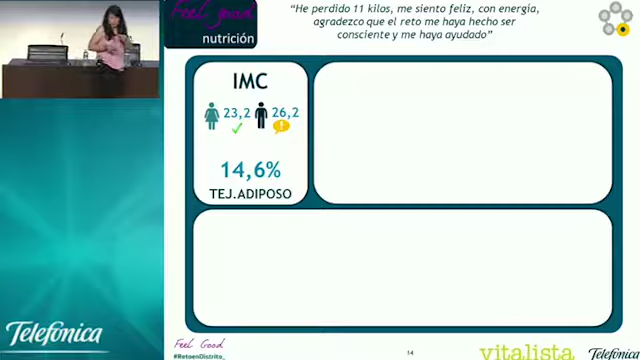 Feel good
nutrición
"He perdido 11 kilos, me siento feliz, con energía,
agradezco que el reto me haya hecho ser
consciente y me haya ayudado"
IMC
23,2 26,2
14,6%
TEJ.ADIPOSO
Telefónica
Feel Good
#RetoenDistrito_
14
vitalista
Telefónica